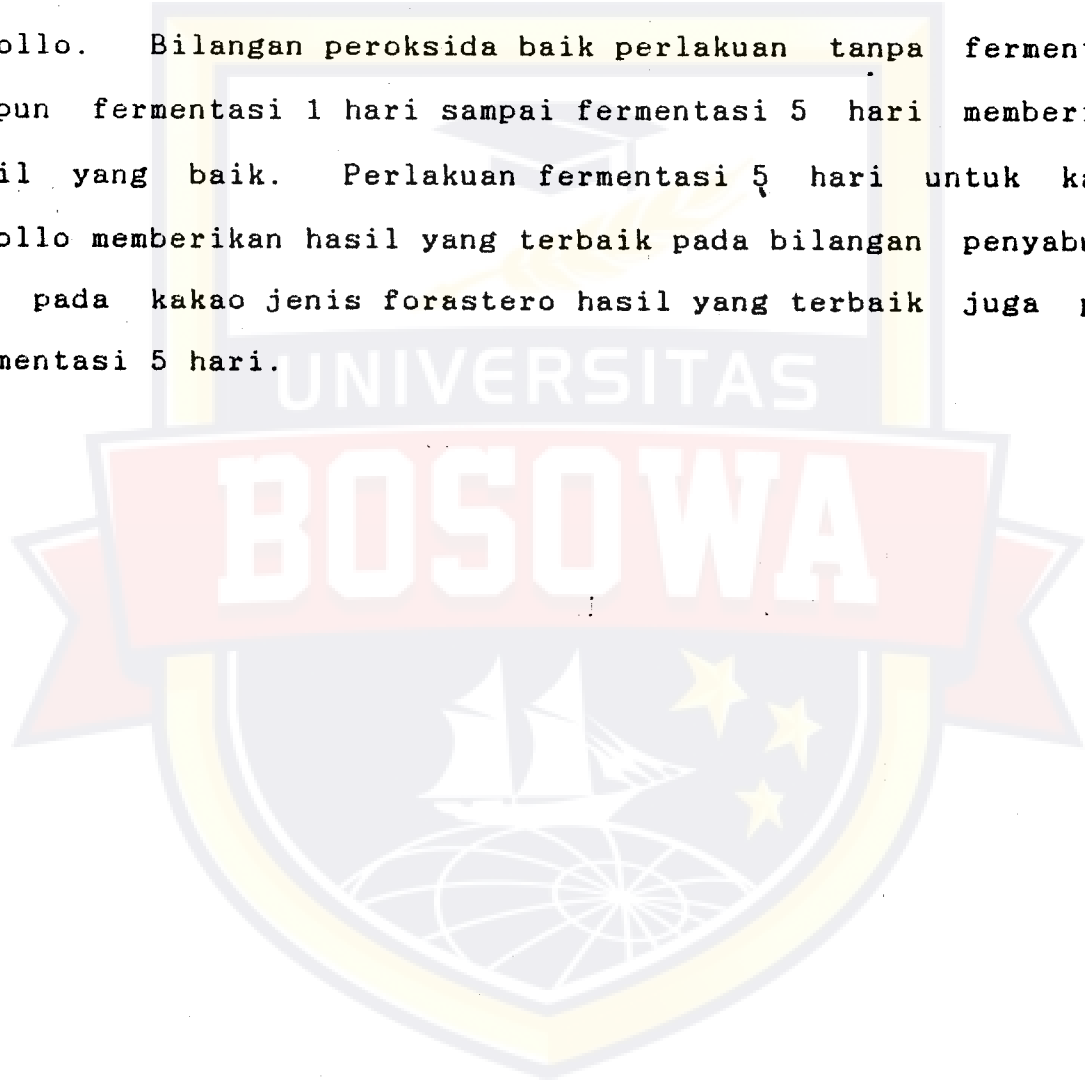 ollo. Bilangan peroksida baik perlakuan tanpa ferment
pun fermentasi 1 hari sampai fermentasi 5 hari member
il yang baik. Perlakuan fermentasi 5 hari untuk ka
ollo memberikan hasil yang terbaik pada bilangan penyabu
pada kakao jenis forastero hasil yang terbaik juga p
mentasi 5 hari.
UNIVERSITAS
BOSOWA